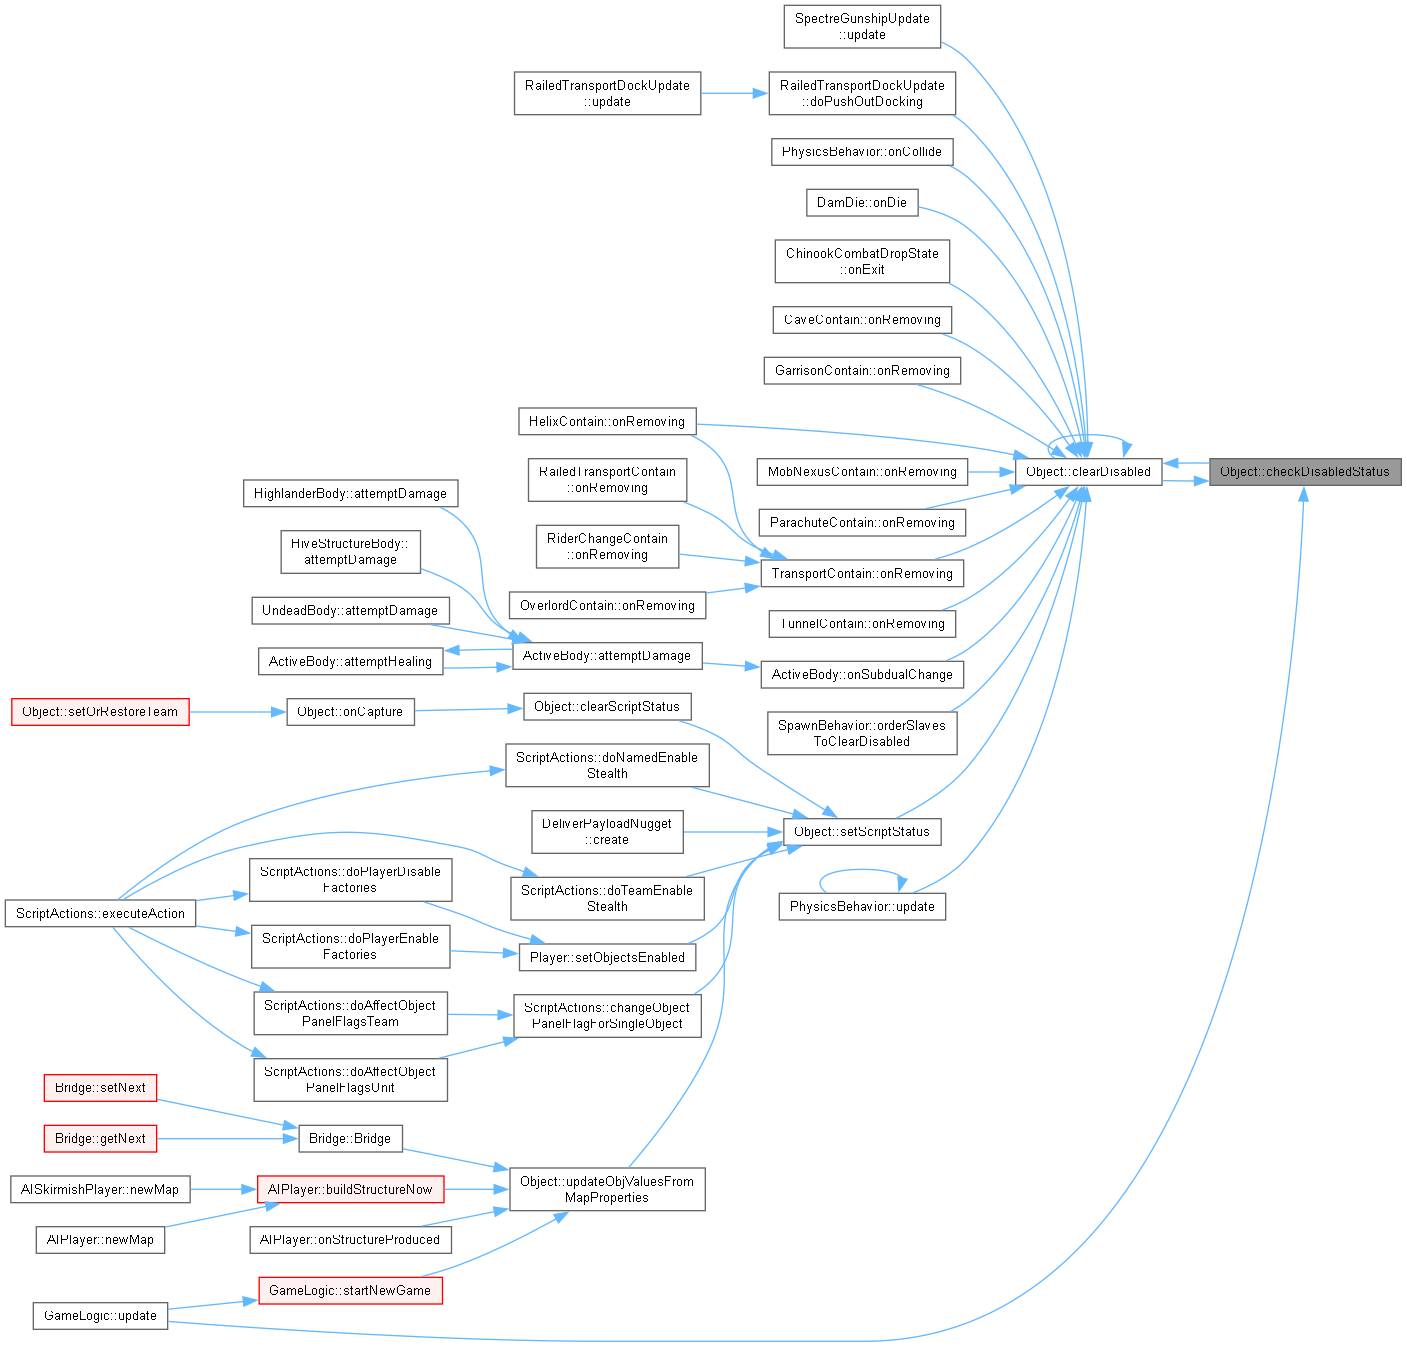 SpectreGunshipUpdate
::update
RailedTransportDockUpdate
::update
RailedTransportDockUpdate
::doPushOutDocking
PhysicsBehavior::onCollide
DamDie::onDie
ChinookCombatDropState
::onExit
CaveContain::onRemoving
GarrisonContain::onRemoving
HelixContain::onRemoving
RailedTransportContain
::onRemoving
MobNexusContain::onRemoving
Object::clearDisabled
Object::checkDisabledStatus
HighlanderBody::attemptDamage
ParachuteContain::onRemoving
HiveStructureBody::
attemptDamage
RiderChangeContain
::onRemoving
TransportContain::onRemoving
UndeadBody::attemptDamage
OverlordContain::onRemoving
TunnelContain::onRemoving
ActiveBody::attemptHealing
ActiveBody::attemptDamage
ActiveBody::onSubdualChange
Object::setOrRestoreTeam
Object::onCapture
Object::clearScriptStatus
SpawnBehavior::orderSlaves
ToClearDisabled
ScriptActions::doNamedEnable
Stealth
DeliverPayloadNugget
::create
Object::setScriptStatus
ScriptActions::doPlayerDisable
Factories
ScriptActions::doTeamEnable
Stealth
PhysicsBehavior::update
ScriptActions::executeAction
ScriptActions::doPlayerEnable
Factories
Player::setObjectsEnabled
ScriptActions::doAffectObject
PanelFlagsTeam
ScriptActions::changeObject
PanelFlagForSingleObject
ScriptActions::doAffectObject
PanelFlagsUnit
Bridge::setNext
Bridge::getNext
Bridge::Bridge
AISkirmishPlayer::newMap
AIPlayer::buildStructureNow
Object::updateObjValuesFrom
MapProperties
AIPlayer::newMap
AIPlayer::onStructureProduced
GameLogic::startNewGame
GameLogic::update